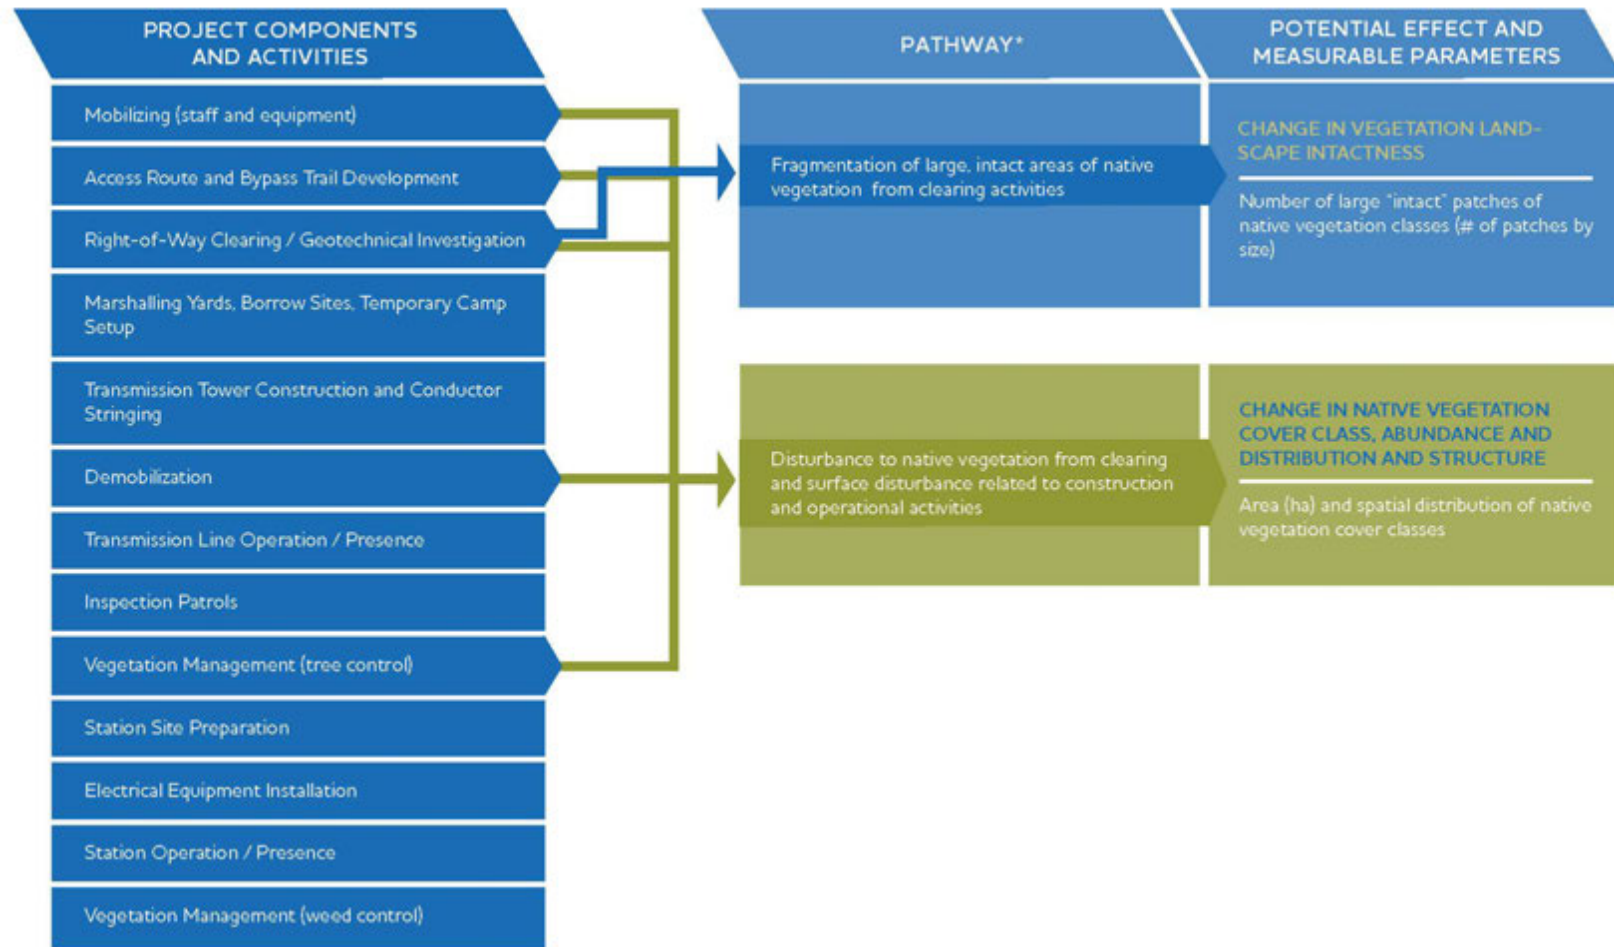 PROJECT COMPONENTS
AND ACTIVITIES
Mobilizing (staff and equipment)
Access Route and Bypass Trail Development
Right-of-Way Clearing / Geotechnical Investigation
Marshalling Yards, Borrow Sites, Temporary Camp
Setup
Transmission Tower Construction and Conductor
Stringing
Demobilization
Transmission Line Operation / Presence
Inspection Patrols
Vegetation Management (tree control)
Station Site Preparation
Electrical Equipment Installation
Station Operation / Presence
Vegetation Management (weed control)
PATHWAY*
Fragmentation of large, intact areas of native
vegetation from clearing activities
Disturbance to native vegetation from clearing
and surface disturbance related to construction
and operational activities
POTENTIAL EFFECT AND
MEASURABLE PARAMETERS
CHANGE IN VEGETATION LAND-
SCAPE INTACTNESS
Number of large "intact" patches of
native vegetation classes (# of patches by
size)
CHANGE IN NATIVE VEGETATION
COVER CLASS, ABUNDANCE AND
DISTRIBUTION AND STRUCTURE
Area (ha) and spatial distribution of native
vegetation cover classes